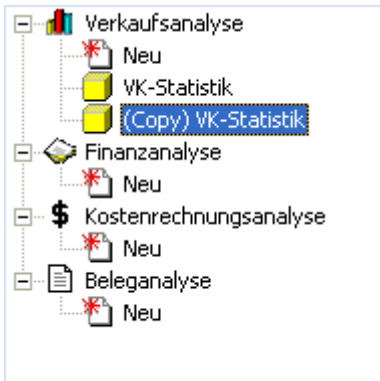 Verkaufsanalyse
Neu
VK-Statistik
(Copy) VK-Statistik
Finanzanalyse
Neu
$ Kostenrechnungsanalyse
Neu
Beleganalyse
Neu